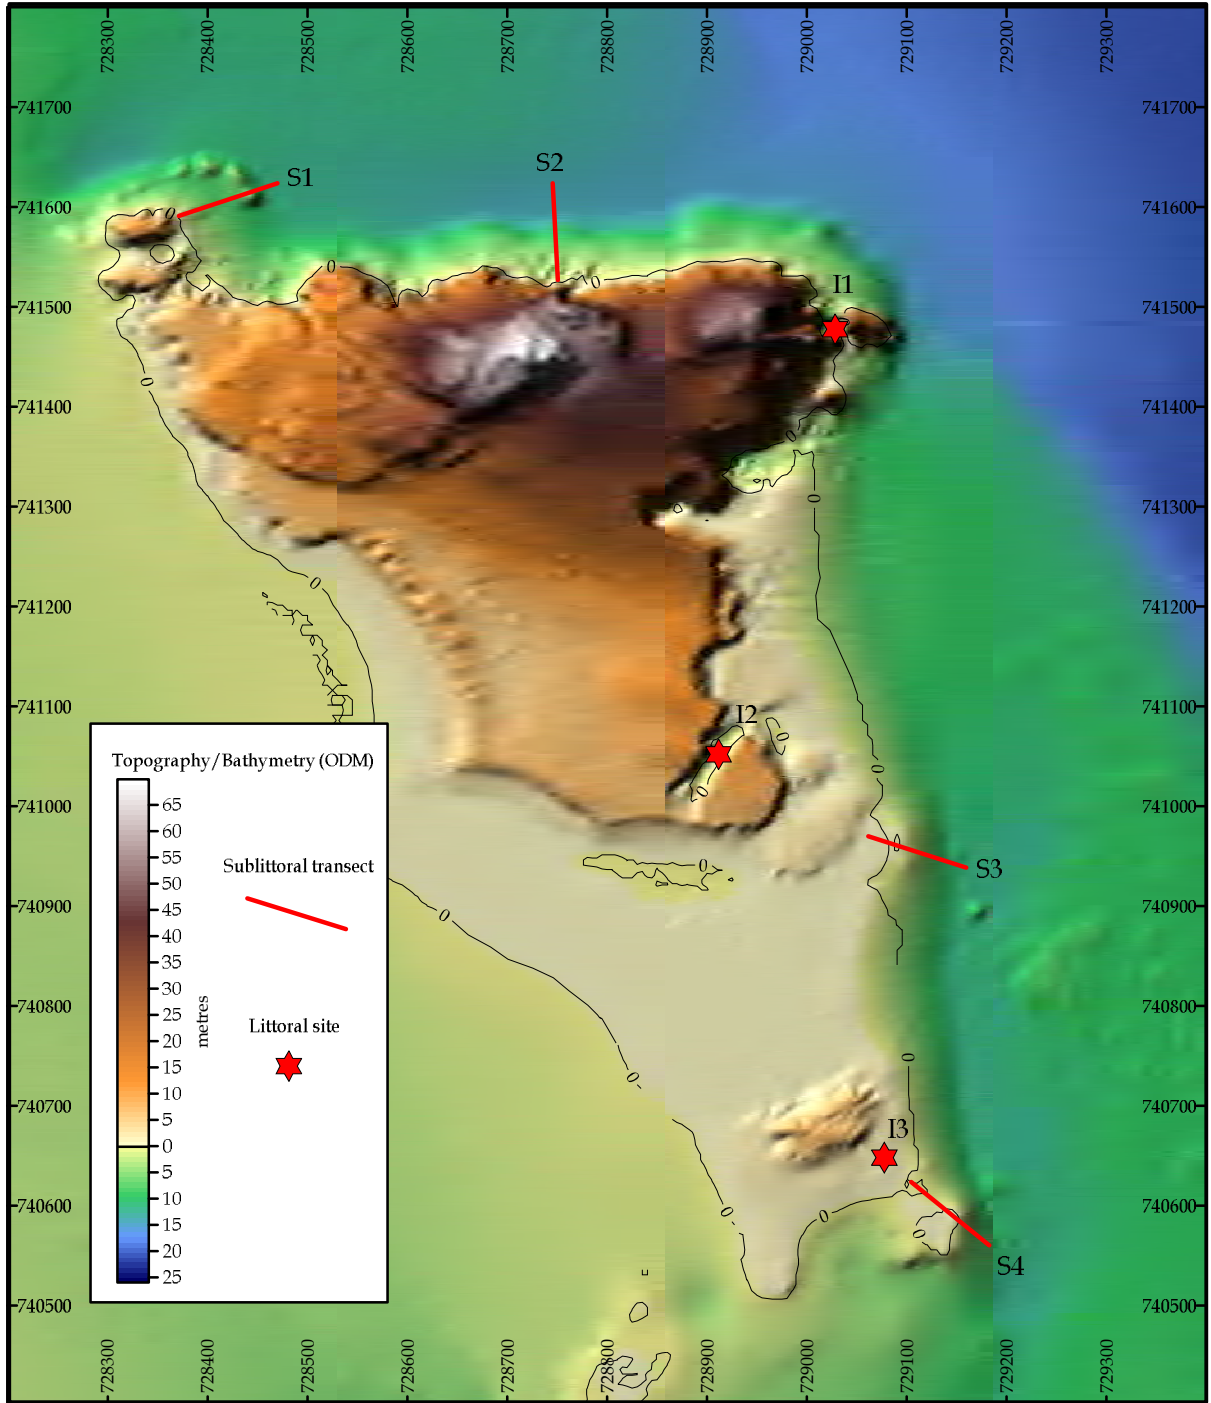 728300 728400 728500 728600 728700 728800 728900 729000 729100 729200 729300
741700 741700
S2
S1
741600 0 741600
0
0
I1
741500 741500
0
741400 741400
0
741300 0 741300
0
741200 741200
741100 I2 741100
0
Topography/Bathymetry (ODM)
0
0
65
741000 741000
60
55
0
Sublittoral transect
0
S3
50
45
740900 0 740900
40
35
30
740800 740800
25
metres
Littoral site
20
15
0
0
10
740700 740700
5
I3
0
5
740600 740600
10
0
0
15
0
20
S4
25
740500 740500
728300 728400 728500 728600 728700 728800 728900 729000 729100 729200 729300